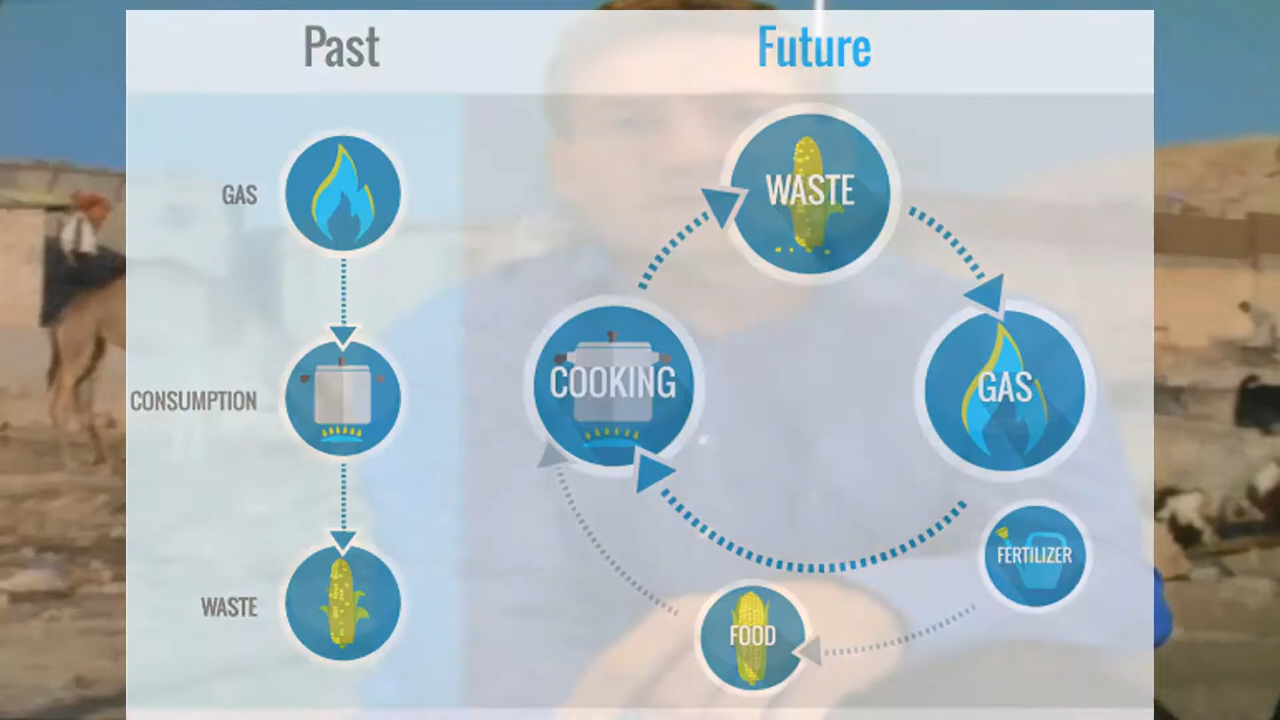 Past
Future
GAS
CONSUMPTION
WASTE
WASTE
COOKING
GAS
FERTILIZER
FOOD